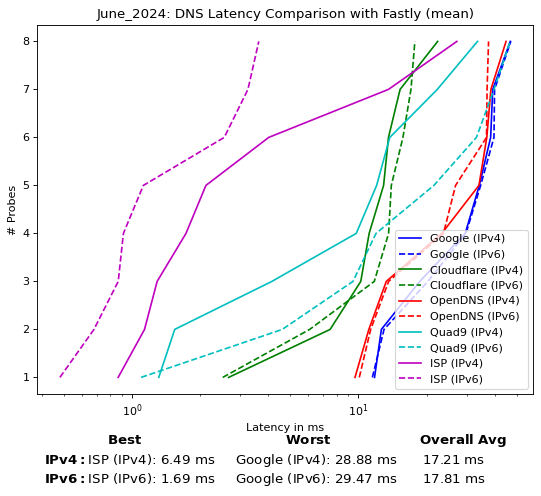 June_2024: DNS Latency Comparison with Fastly (mean)
8
7
6
5
4
3
2
1
# Probes
Google (IPv4)
Google (IPv6)
Cloudflare (IPv4)
Cloudflare (IPv6)
OpenDNS (IPv4)
OpenDNS (IPv6)
Quad9 (IPv4)
Quad9 (IPv6)
ISP (IPv4)
ISP (IPv6)
10⁰ 10¹
Latency in ms
Best Worst Overall Avg
IPv4: ISP (IPv4): 6.49 ms Google (IPv4): 28.88 ms 17.21 ms
IPv6: ISP (IPv6): 1.69 ms Google (IPv6): 29.47 ms 17.81 ms